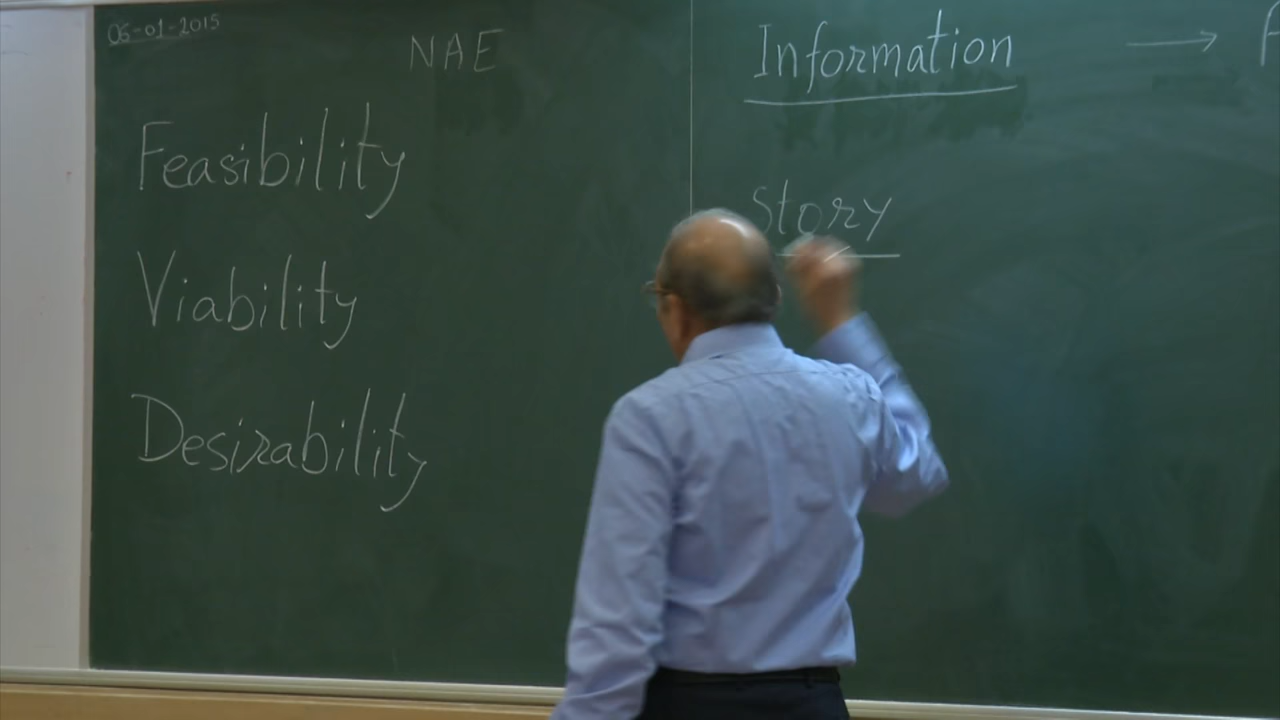 06-01-2015
NAE
Feasibility
Viability
Desirability
Information →
Story